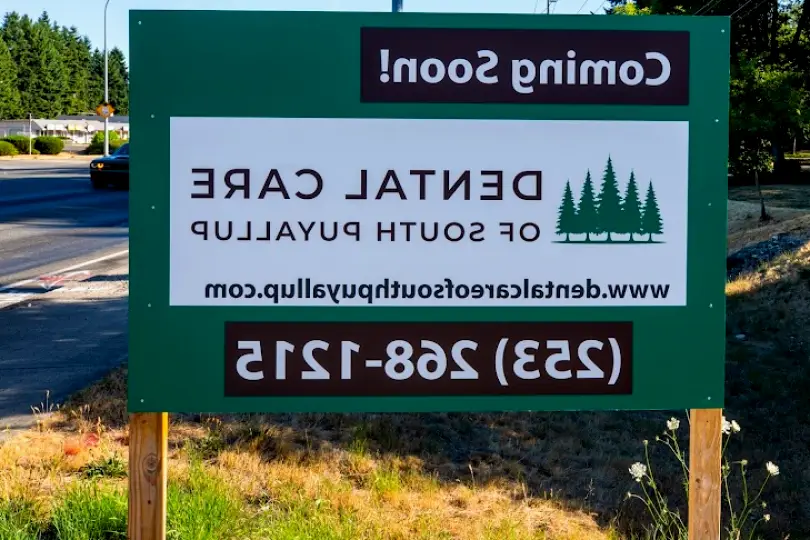 Coming Soon!
DENTAL CARE
OF SOUTH PUYALLUP
www.dentalcareofsouthpuyallup.com
(253) 268-1215